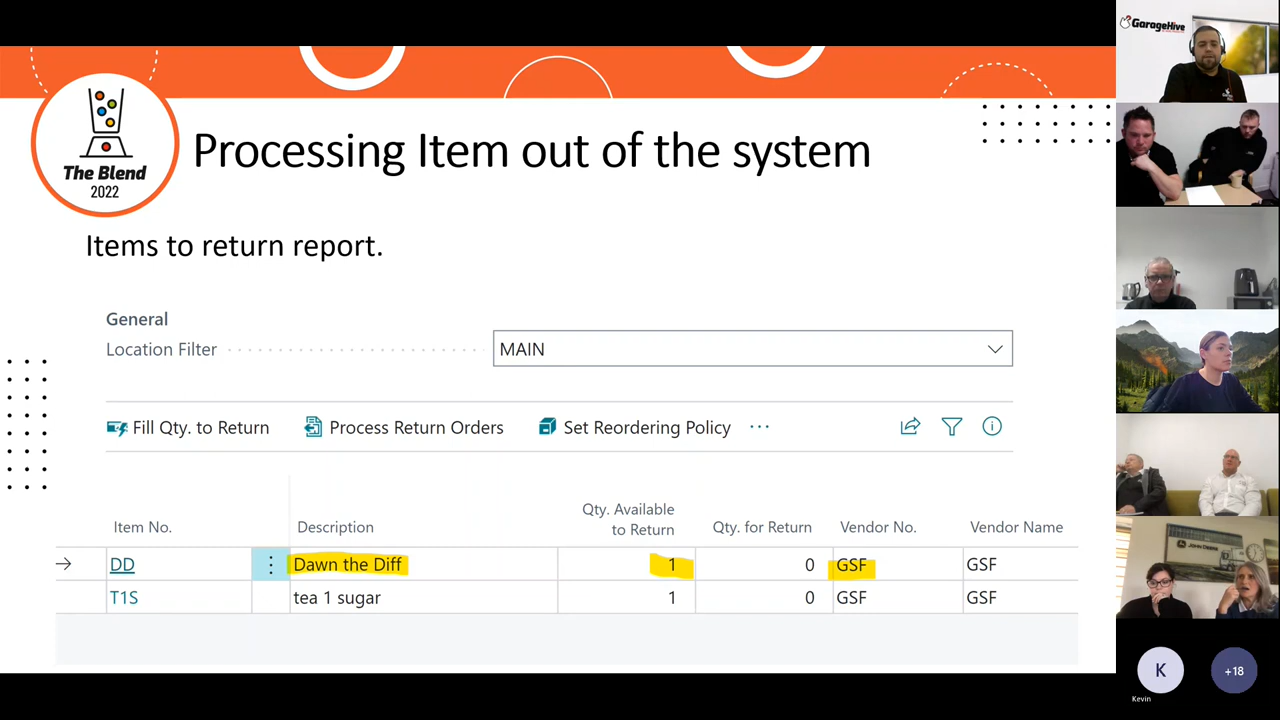 GarageHive
The Blend
2022
Processing Item out of the system
Items to return report.
General
Location Filter
MAIN
Fill Qty. to Return
Process Return Orders
Set Reordering Policy
Item No.
Description
Qty. Available
to Return
Qty. for Return
Vendor No.
Vendor Name
DD
Dawn the Diff
1
0
GSF
GSF
T1S
tea 1 sugar
1
0
GSF
GSF
JOHN DEERE
K
+18
Kevin